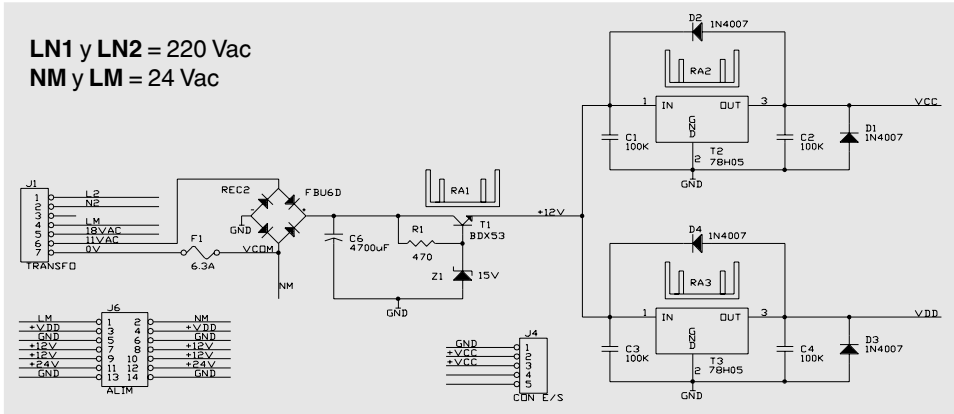 LN1 y LN2 = 220 Vac
NM y LM = 24 Vac
D2
1N4007
RA2
1
IN
OUT
3
VCC
GND
C1
100K
C2
100K
D1
1N4007
2
T2
78H05
GND
J1
1
2
3
4
5
6
7
L2
N2
LM
18VAC
11VAC
0V
TRANSFO
F1
6.3A
REC2
FBU6D
-
+
GND
VCOM
NM
C6
4700uF
RA1
R1
470
T1
BDX53
Z1
15V
GND
+12V
D4
1N4007
RA3
1
IN
OUT
3
VDD
GND
C3
100K
C4
100K
D3
1N4007
2
T3
78H05
GND
J6
LM 1 2 NM
+VDD 3 4 +VDD
GND 5 6 GND
+12V 7 8 +12V
+12V 9 10 +12V
+24V 11 12 +24V
GND 13 14 GND
ALIM
J4
GND 1
+VCC 2
+VCC 3
4
5
CON E/S